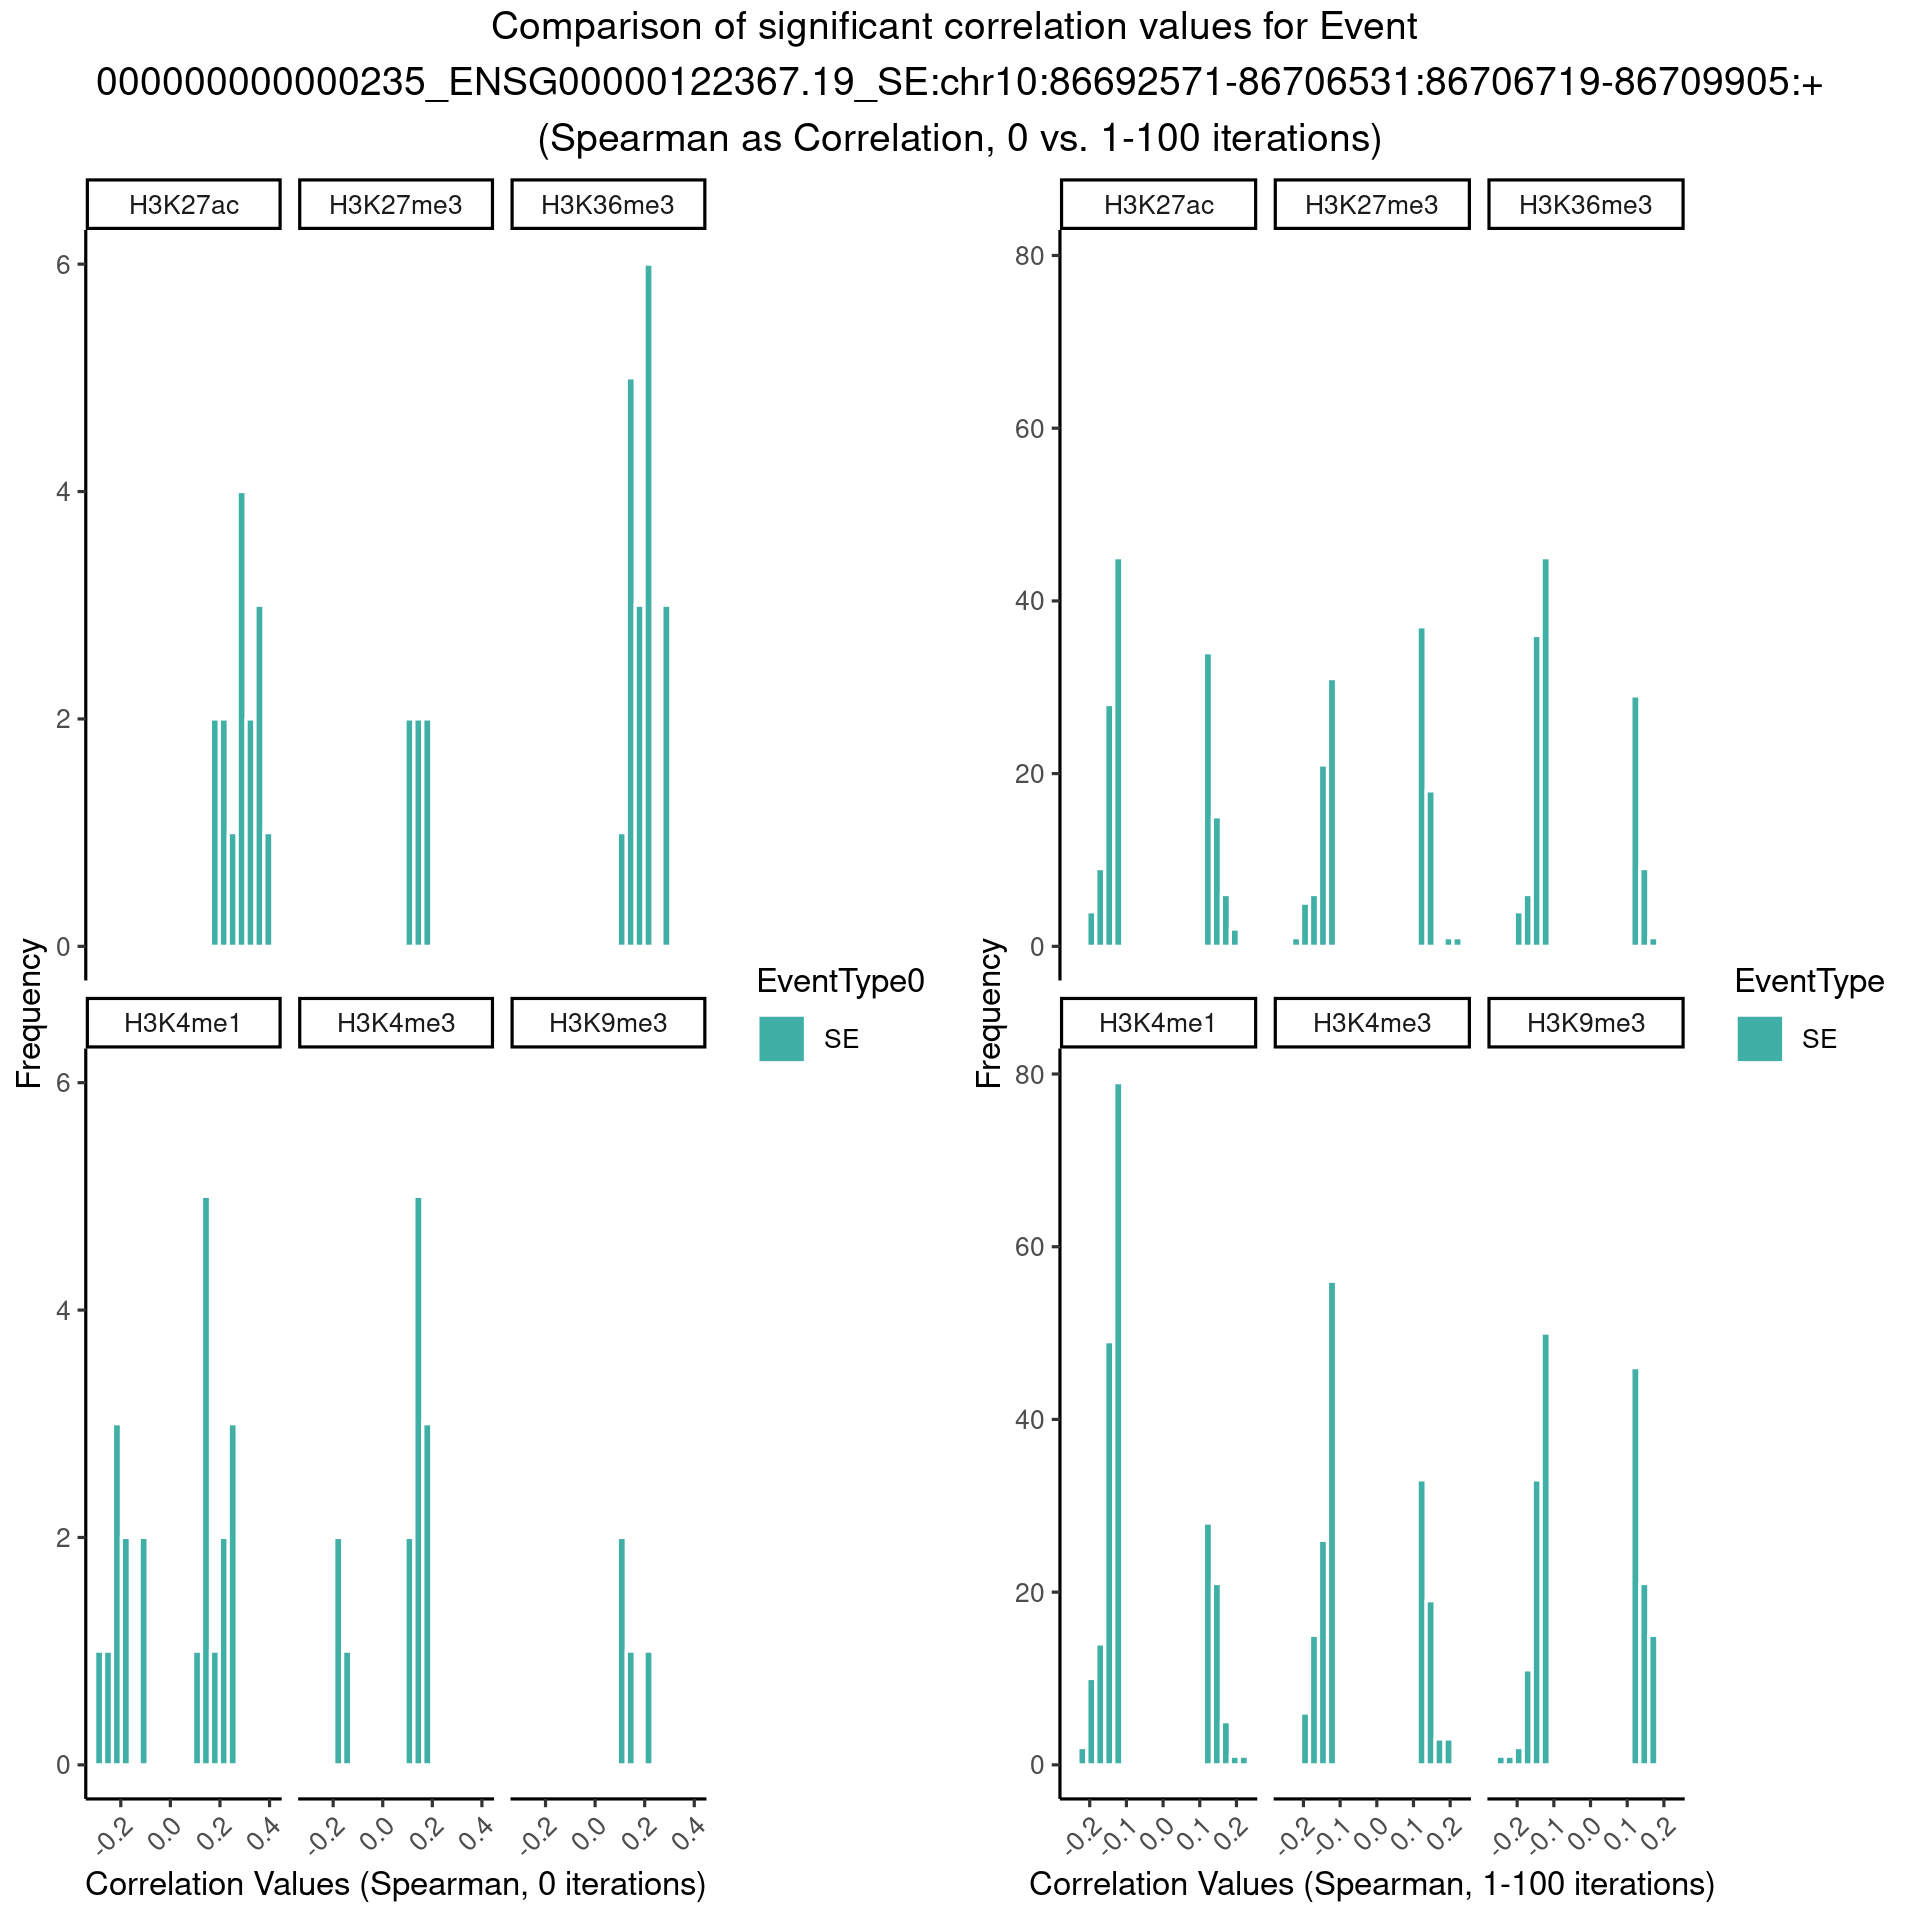 Comparison of significant correlation values for Event
000000000000235_ENSG00000122367.19_SE:chr10:86692571-86706531:86706719-86709905:+
(Spearman as Correlation, 0 vs. 1-100 iterations)
H3K27ac H3K27me3 H3K36me3
6
4
2
0
H3K4me1 H3K4me3 H3K9me3
6
4
2
0
-0.2 0.0 0.2 0.4 -0.2 0.0 0.2 0.4 -0.2 0.0 0.2 0.4
Correlation Values (Spearman, 0 iterations)
Frequency
EventType0
SE
H3K27ac H3K27me3 H3K36me3
80
60
40
20
0
H3K4me1 H3K4me3 H3K9me3
80
60
40
20
0
-0.2 -0.1 0.0 0.1 0.2 -0.2 -0.1 0.0 0.1 0.2 -0.2 -0.1 0.0 0.1 0.2
Correlation Values (Spearman, 1-100 iterations)
Frequency
EventType
SE